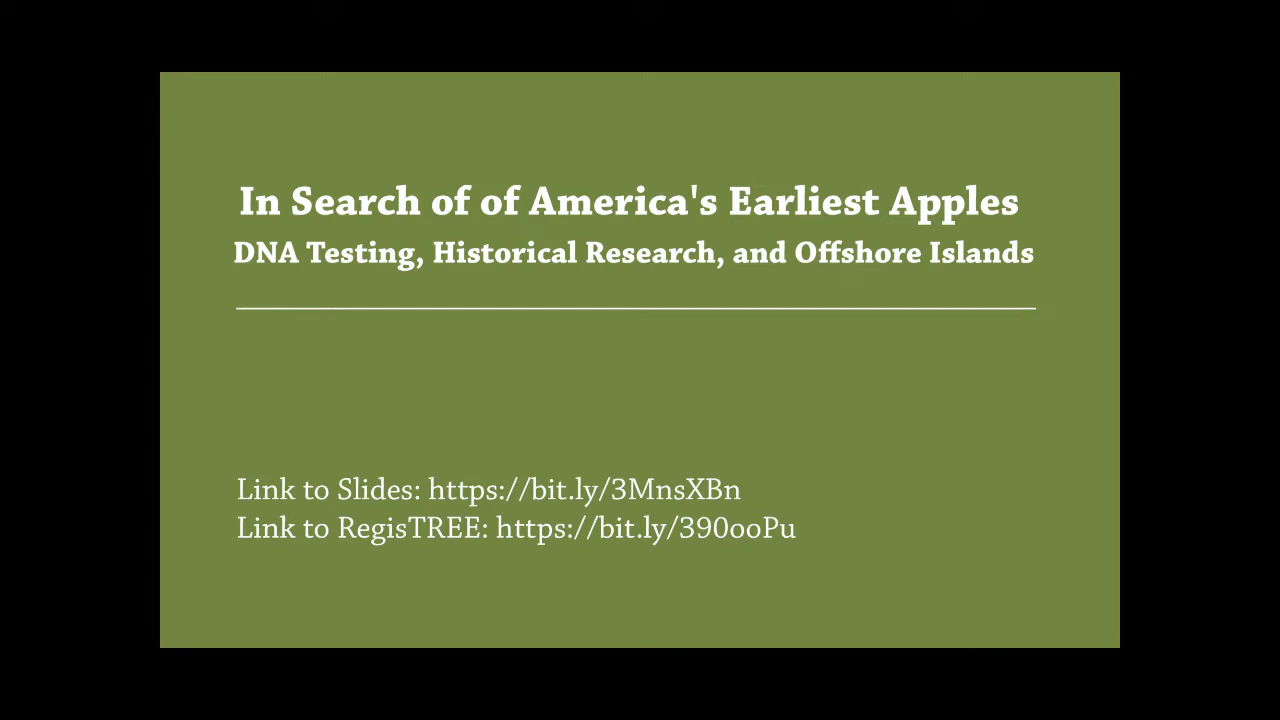 In Search of of America's Earliest Apples
DNA Testing, Historical Research, and Offshore Islands
Link to Slides: https://bit.ly/3MnsXBn
Link to RegisTREE: https://bit.ly/390ooPu